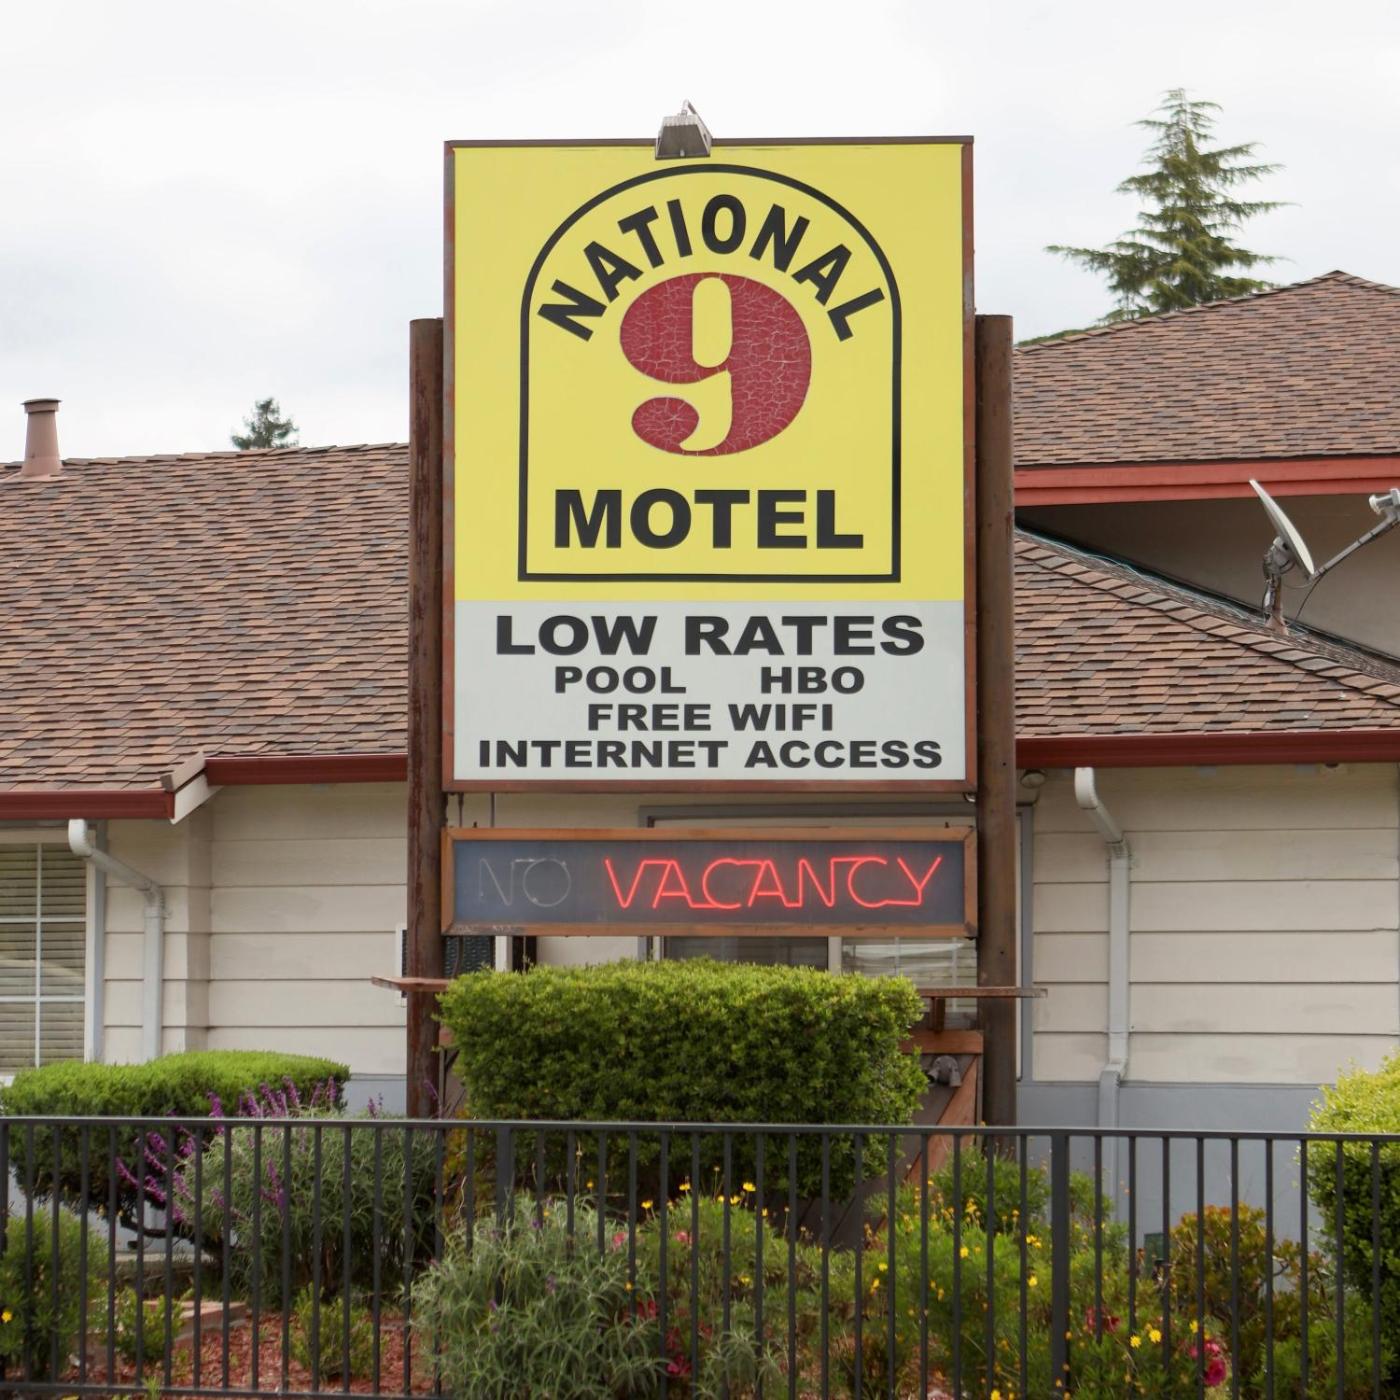 NATIONAL
9
MOTEL
LOW RATES
POOL HBO
FREE WIFI
INTERNET ACCESS
NO VACANCY